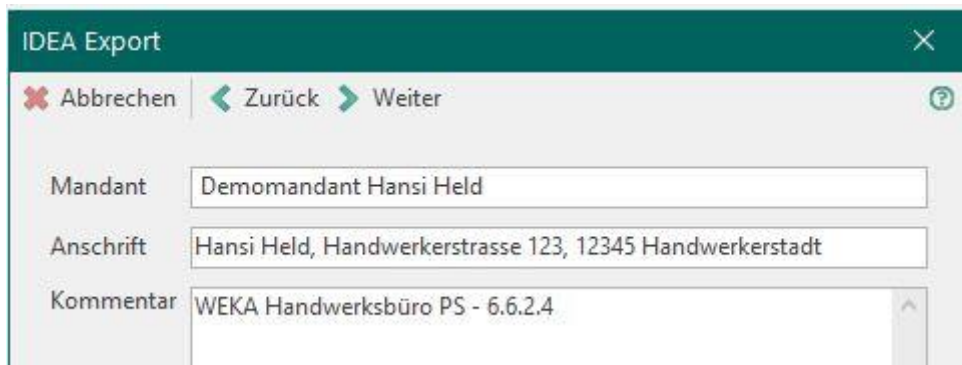 IDEA Export
Abbrechen Zurück Weiter
Mandant Demomandant Hansi Held
Anschrift Hansi Held, Handwerkerstrasse 123, 12345 Handwerkerstadt
Kommentar WEKA Handwerksbüro PS - 6.6.2.4